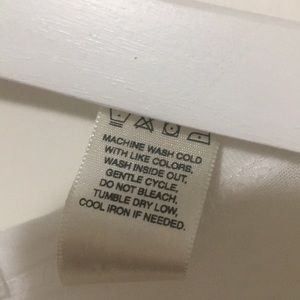 MACHINE WASH COLD
WITH LIKE COLORS.
WASH INSIDE OUT,
GENTLE CYCLE.
DO NOT BLEACH.
TUMBLE DRY LOW,
COOL IRON IF NEEDED.